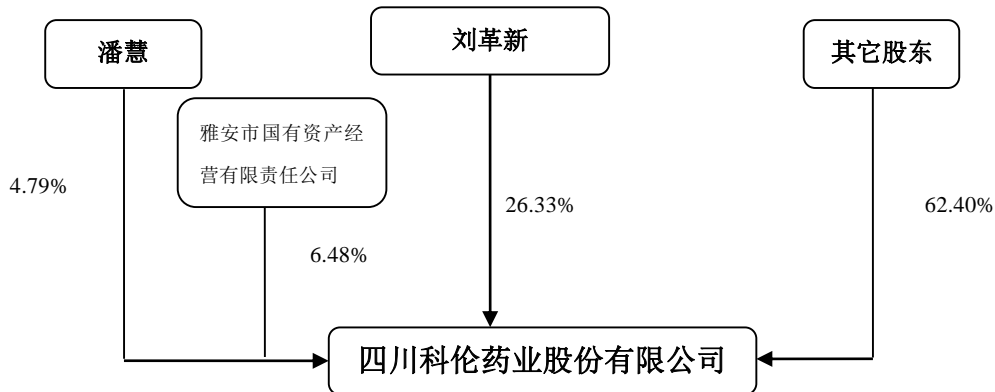 潘慧
刘革新
其它股东
雅安市国有资产经
营有限责任公司
4.79%
26.33%
62.40%
6.48%
四川科伦药业股份有限公司